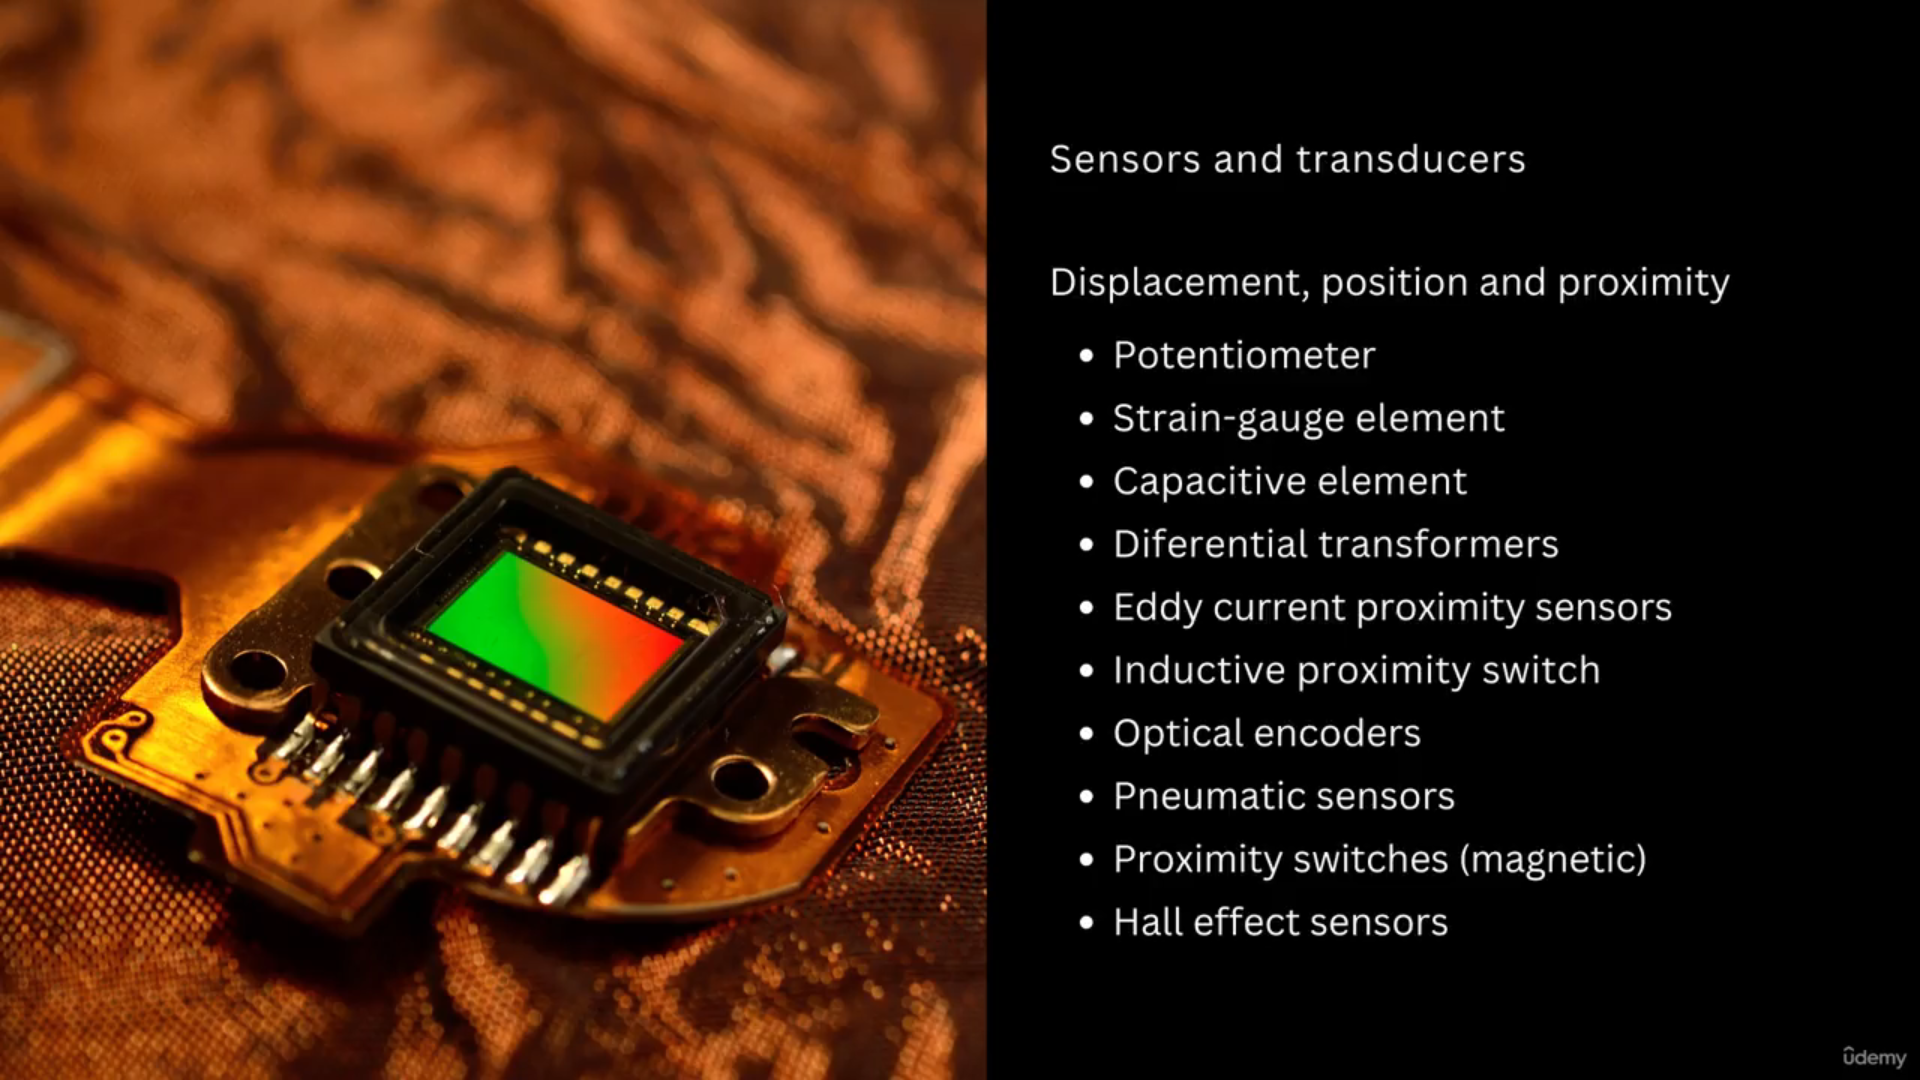 Sensors and transducers
Displacement, position and proximity
• Potentiometer
• Strain-gauge element
• Capacitive element
• Diferential transformers
• Eddy current proximity sensors
• Inductive proximity switch
• Optical encoders
• Pneumatic sensors
• Proximity switches (magnetic)
• Hall effect sensors
ûdemy